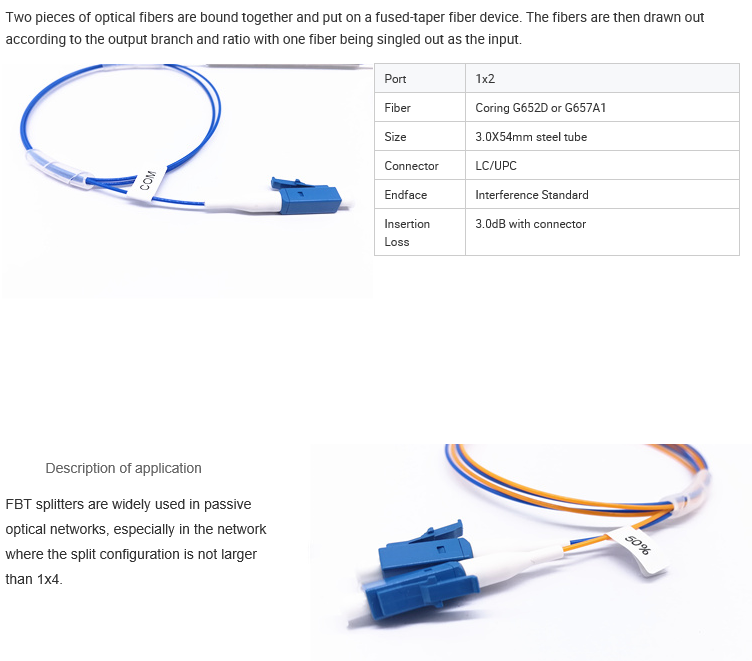 Two pieces of optical fibers are bound together and put on a fused-taper fiber device. The fibers are then drawn out
according to the output branch and ratio with one fiber being singled out as the input.
Port 1x2
Fiber Coring G652D or G657A1
Size 3.0X54mm steel tube
Connector LC/UPC
Endface Interference Standard
Insertion 3.0dB with connector
Loss
COM
Description of application
FBT splitters are widely used in passive
optical networks, especially in the network
where the split configuration is not larger
than 1x4.
50%